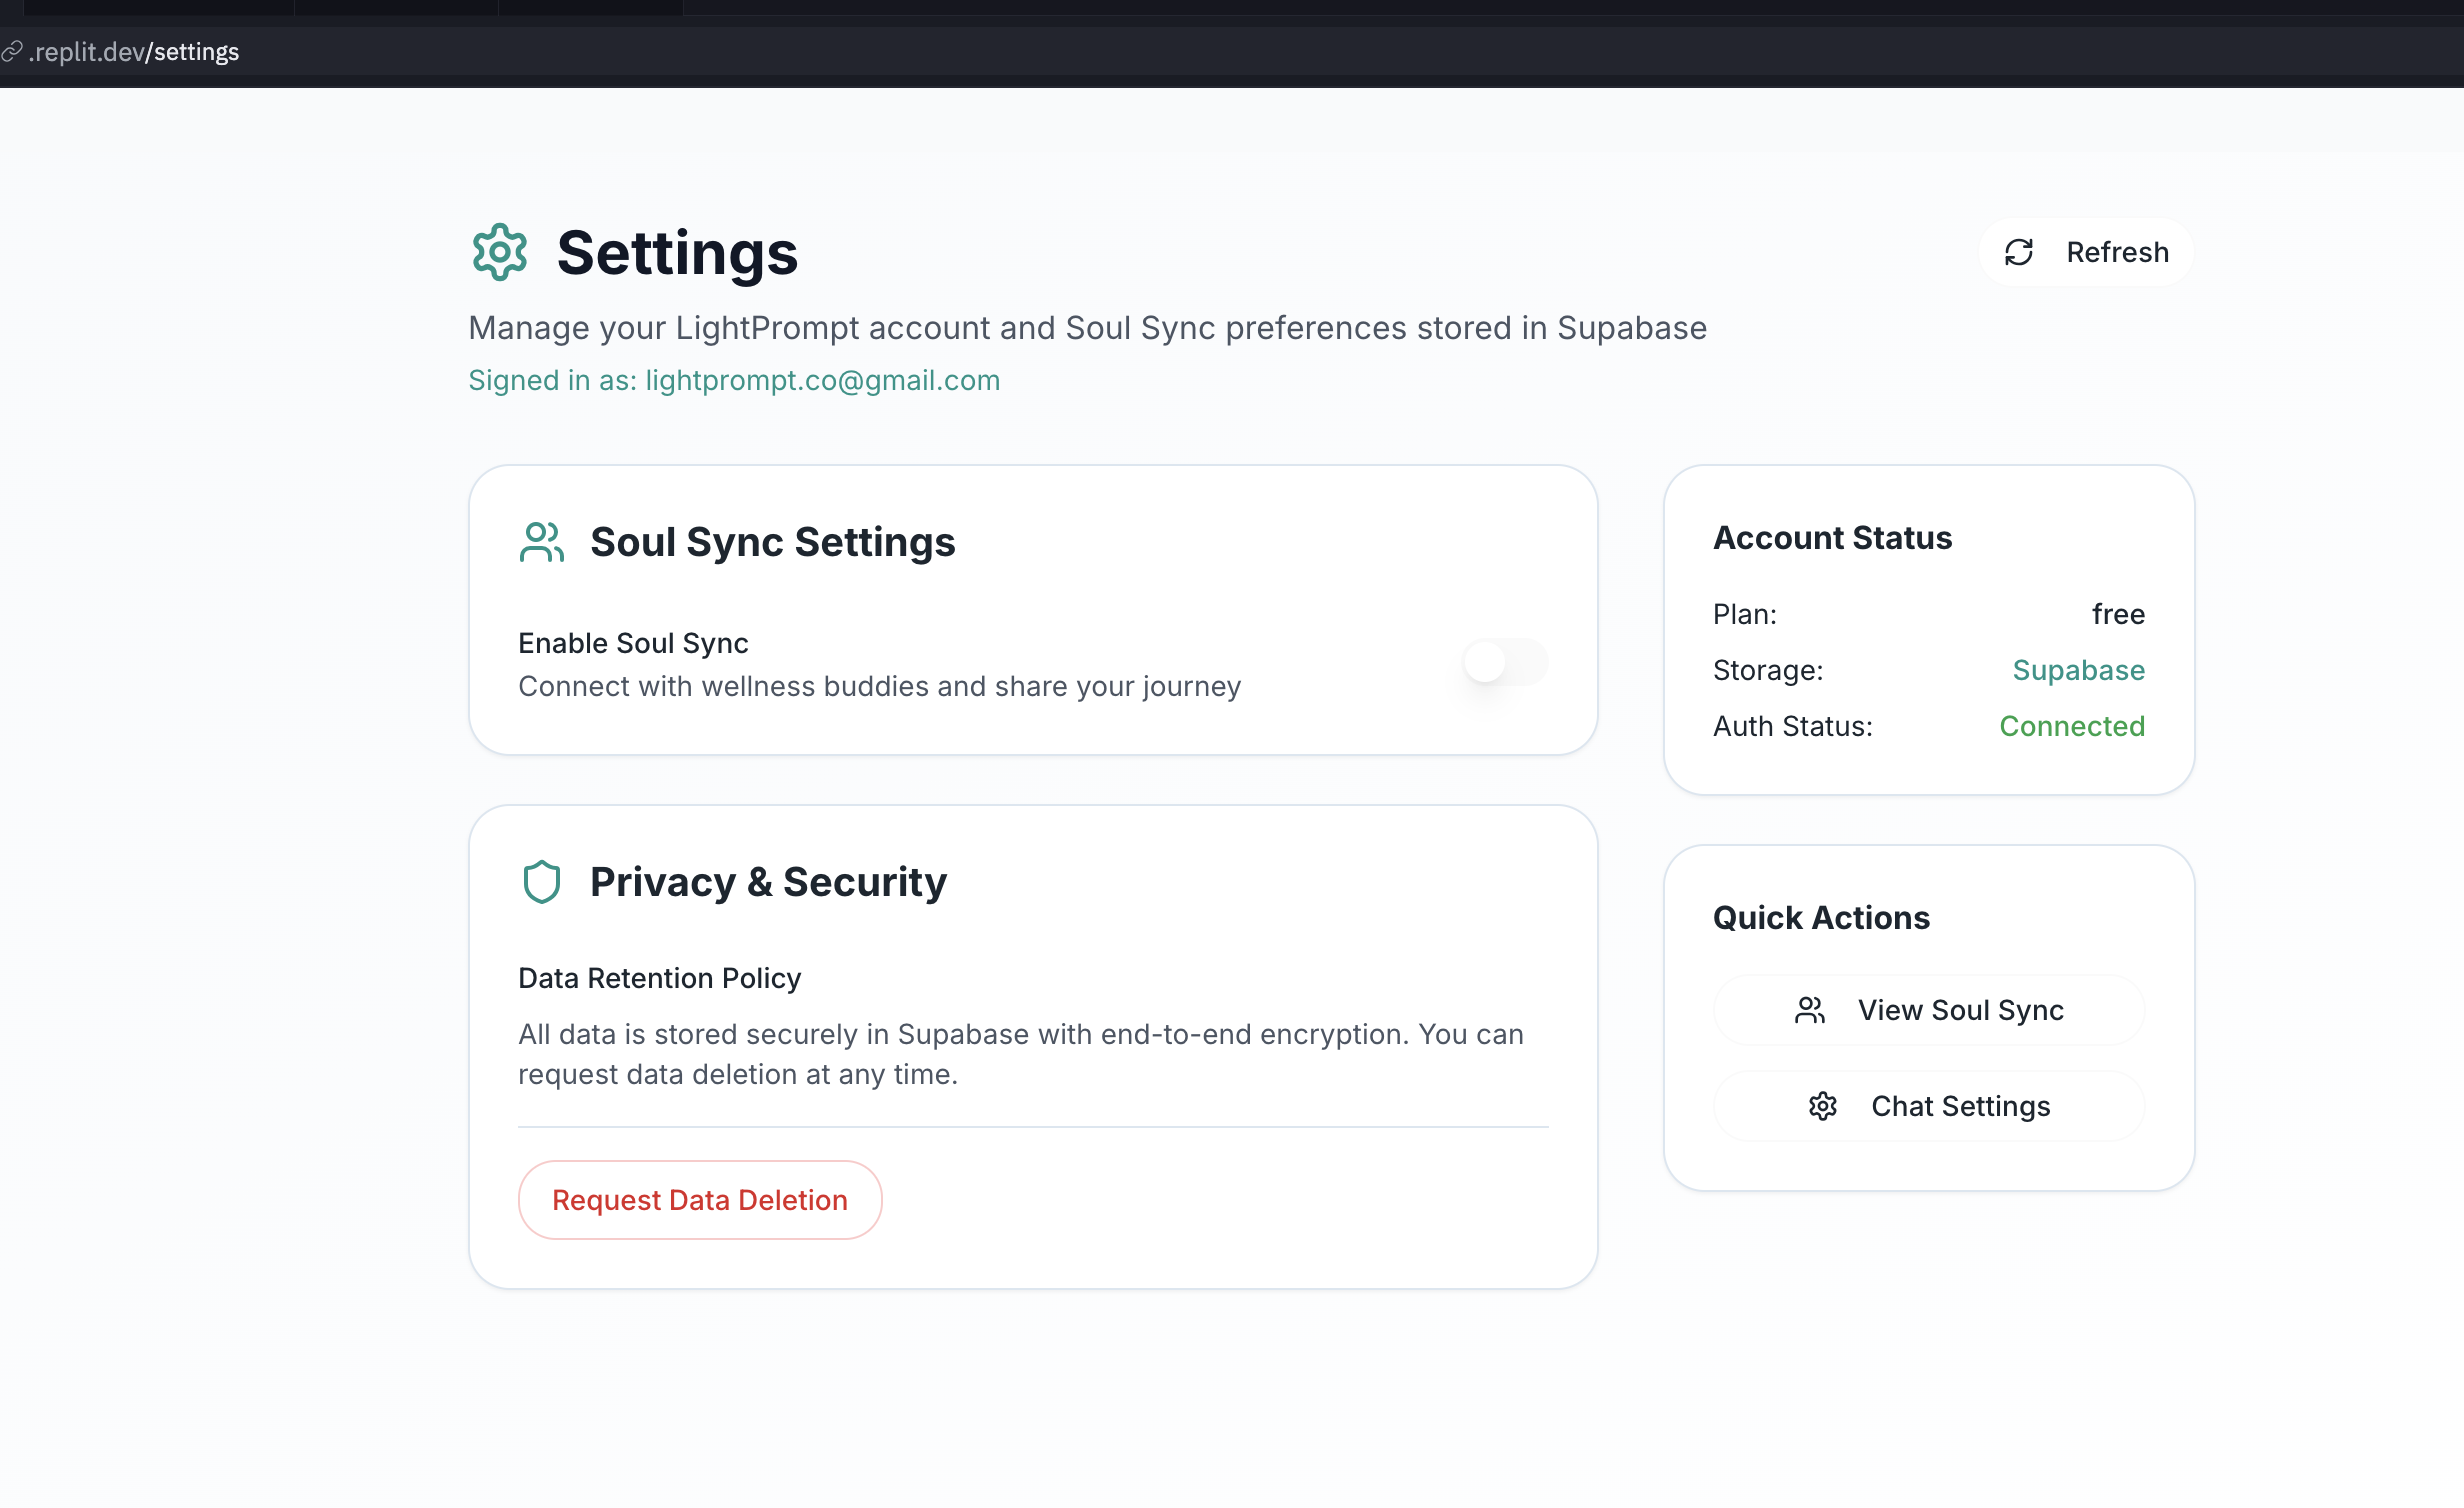 .replit.dev/settings
Settings
Refresh
Manage your LightPrompt account and Soul Sync preferences stored in Supabase
Signed in as: lightprompt.co@gmail.com
Soul Sync Settings
Enable Soul Sync
Connect with wellness buddies and share your journey
Privacy & Security
Data Retention Policy
All data is stored securely in Supabase with end-to-end encryption. You can
request data deletion at any time.
Request Data Deletion
Account Status
Plan: free
Storage: Supabase
Auth Status: Connected
Quick Actions
View Soul Sync
Chat Settings